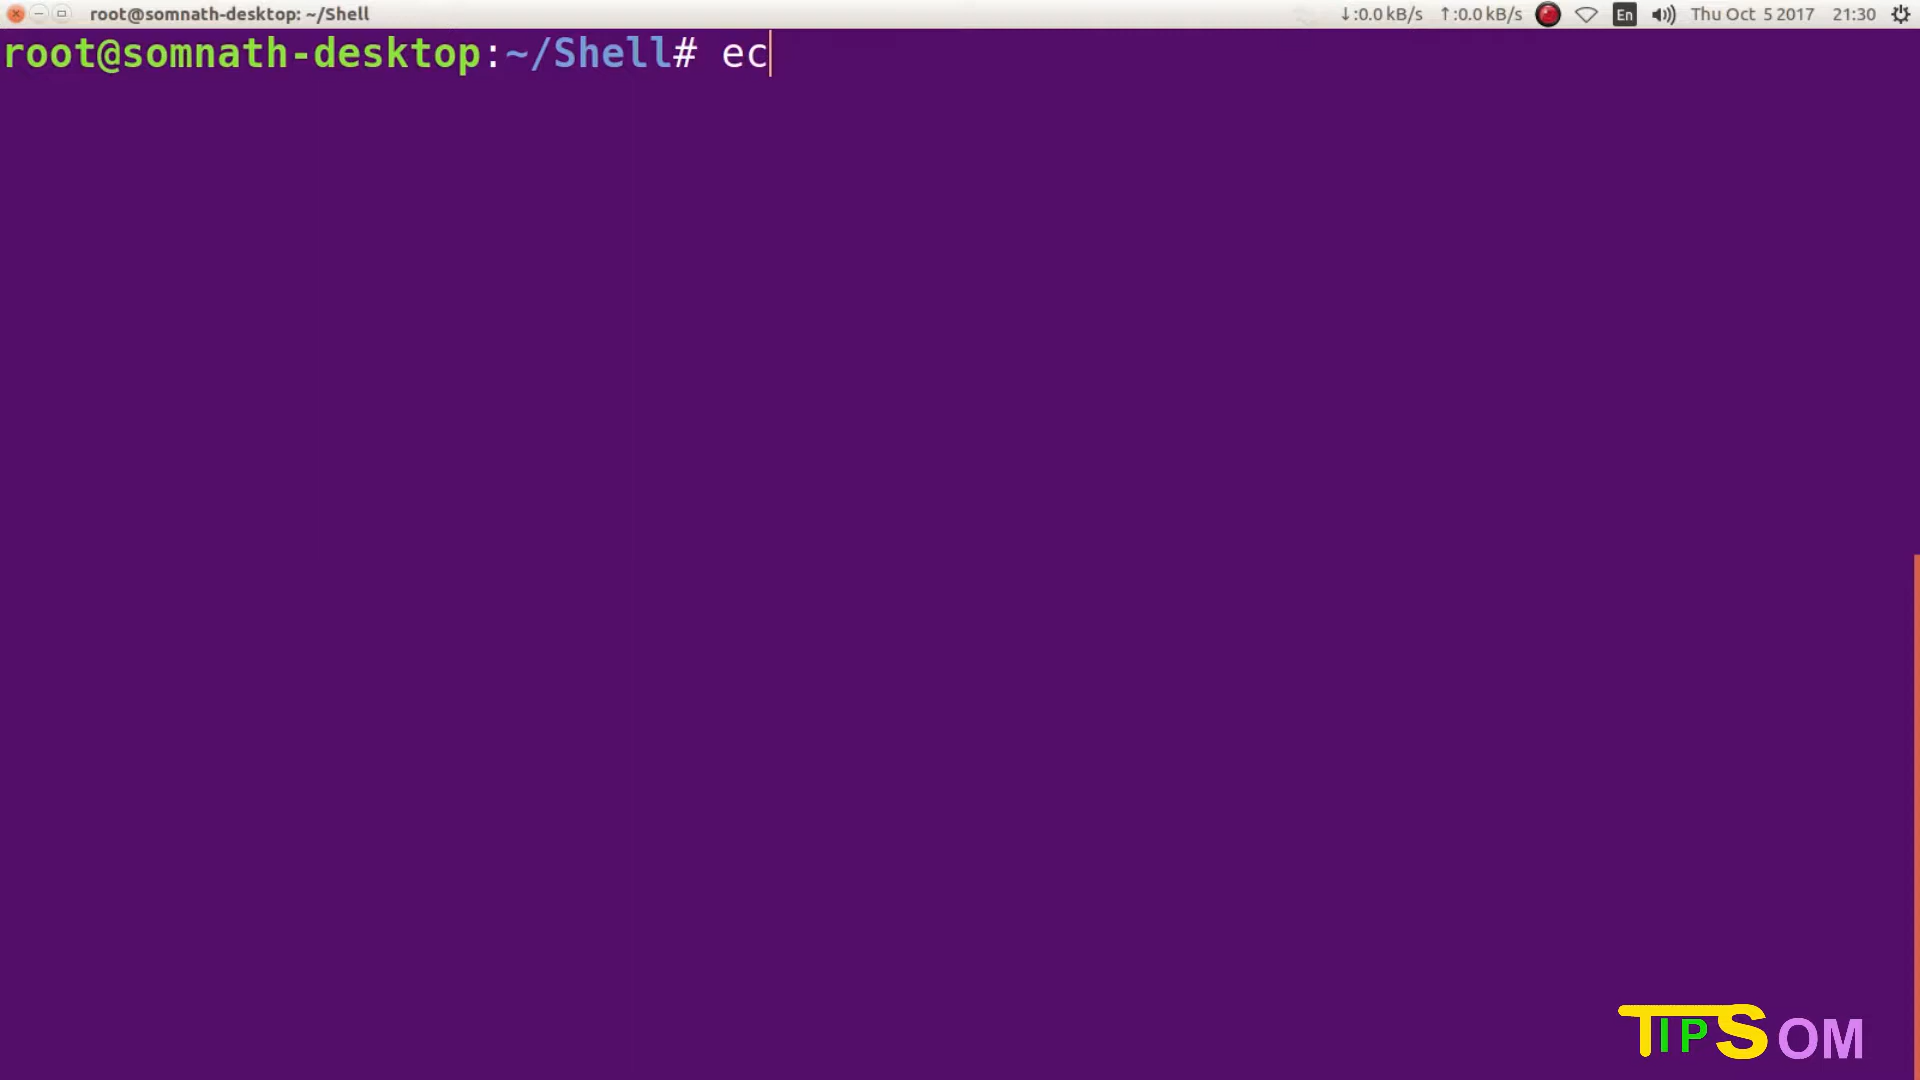 root@somnath-desktop: ~/Shell
↓:0.0 kB/s ↑:0.0 kB/s En Thu Oct 5 2017 21:30
root@somnath-desktop:~/Shell# ec
TIPSOM